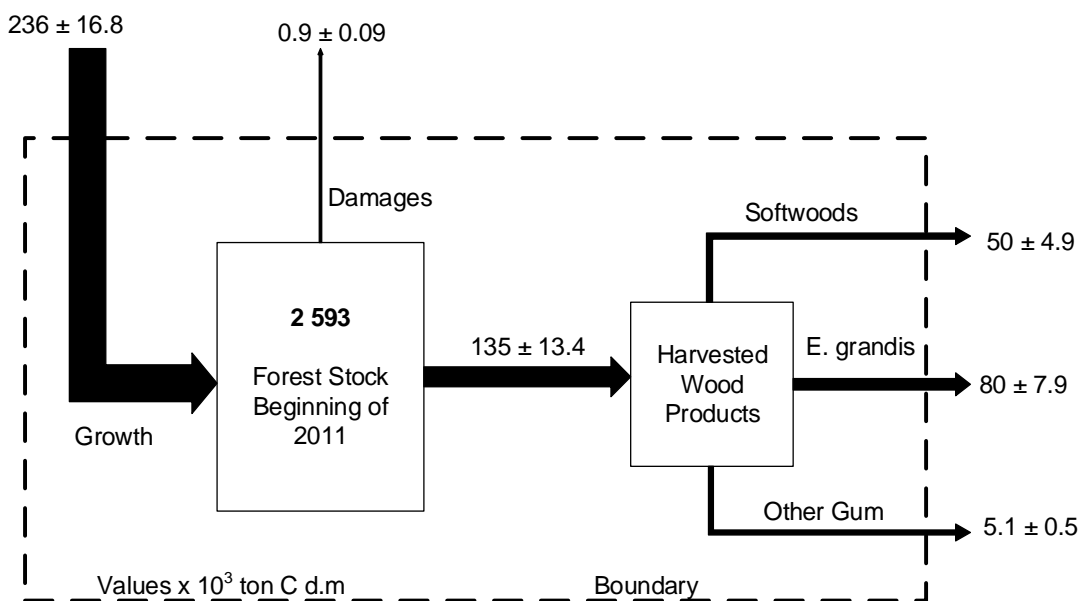 236 ± 16.8
0.9 ± 0.09
Damages
Softwoods
50 ± 4.9
2 593
Forest Stock
Beginning of
2011
135 ± 13.4
Harvested
Wood
Products
E. grandis
80 ± 7.9
Growth
Other Gum
5.1 ± 0.5
Values x 10³ ton C d.m
Boundary